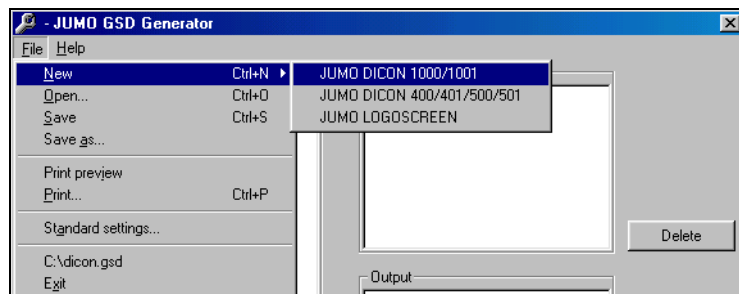 - JUMO GSD Generator
File Help
New Ctrl+N JUMO DICON 1000/1001
Open... Ctrl+O JUMO DICON 400/401/500/501
Save Ctrl+S JUMO LOGOSCREEN
Save as...
Print preview
Print... Ctrl+P
Standard settings...
Delete
C:\dicon.gsd
Exit
Output